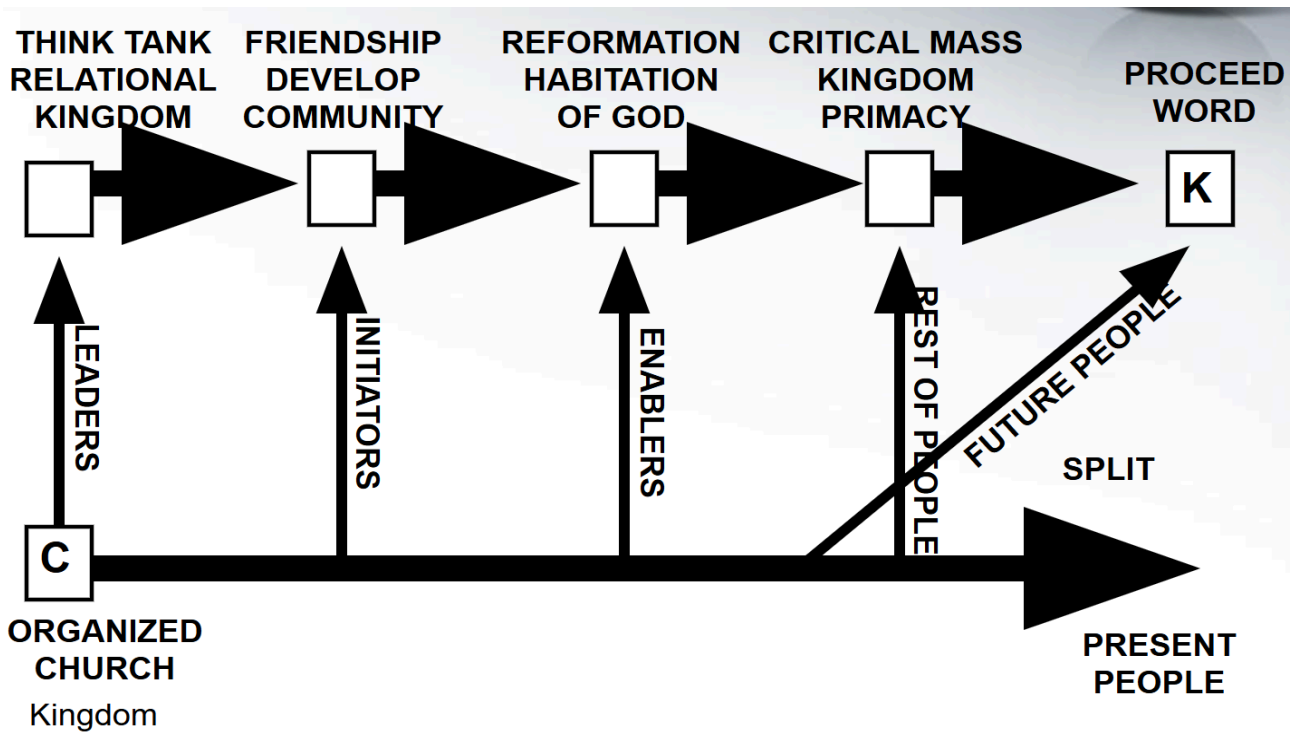 THINK TANK
RELATIONAL
KINGDOM
FRIENDSHIP
DEVELOP
COMMUNITY
REFORMATION
HABITATION
OF GOD
CRITICAL MASS
KINGDOM
PRIMACY
PROCEED
WORD
K
LEADERS
INITIATORS
ENABLERS
REST OF PEOPLE
FUTURE PEOPLE
SPLIT
C
ORGANIZED
CHURCH
Kingdom
PRESENT
PEOPLE